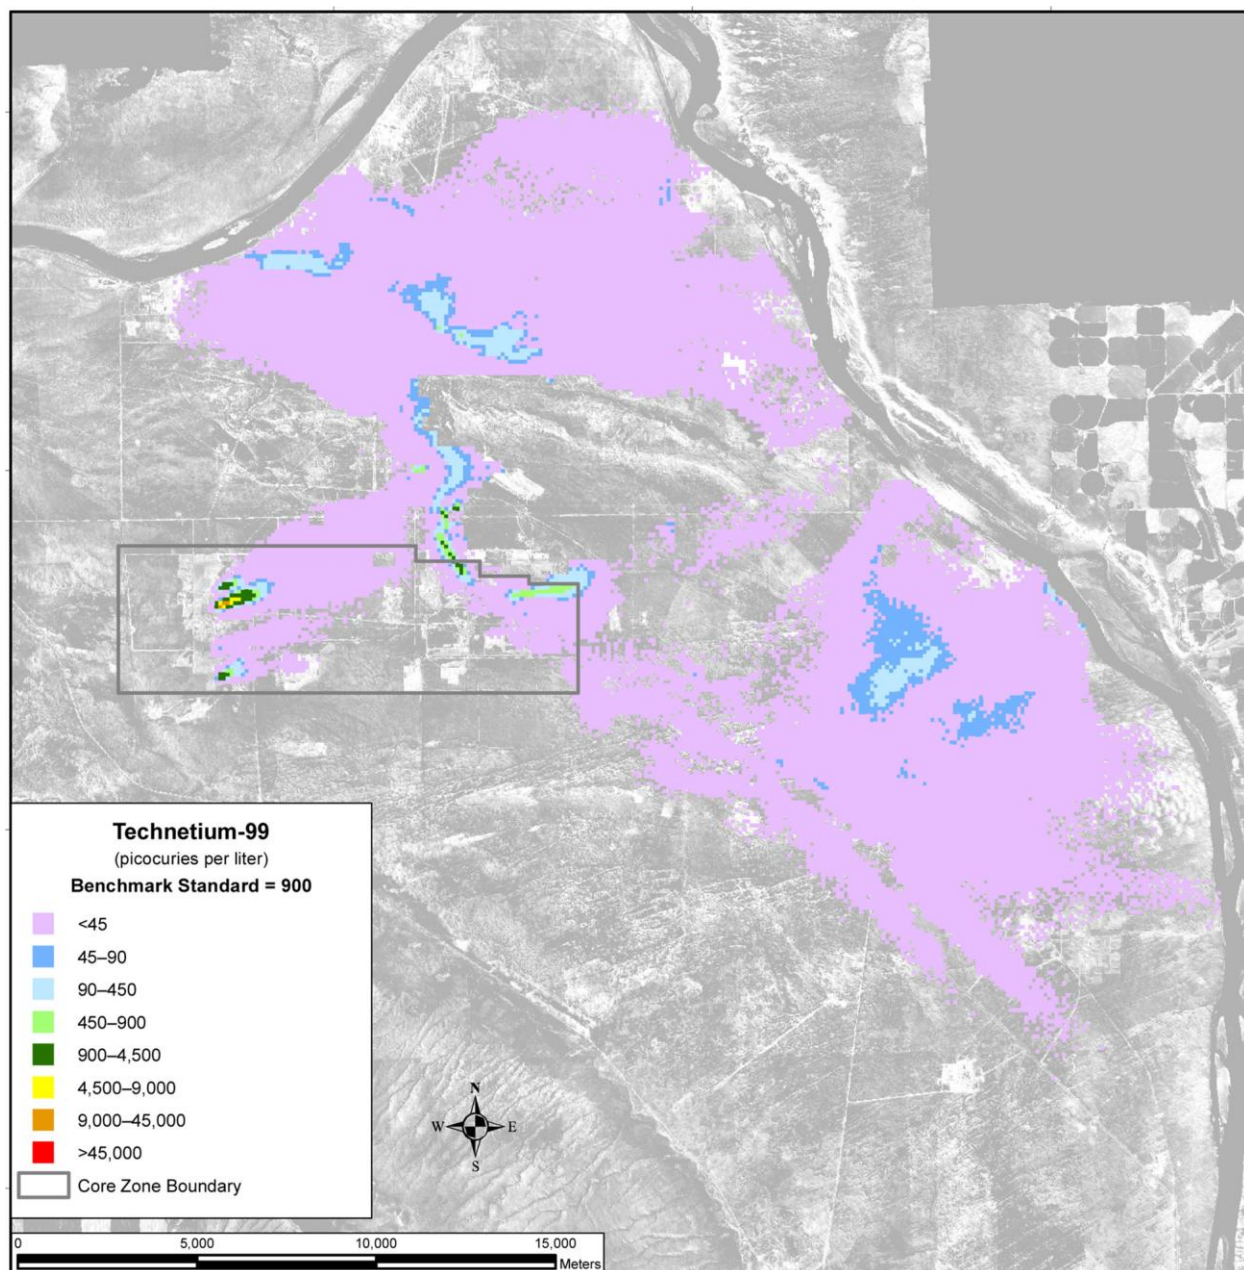 Technetium-99
(picocuries per liter)
Benchmark Standard = 900
<45
45–90
90–450
450–900
900–4,500
4,500–9,000
9,000–45,000
>45,000
Core Zone Boundary
N
W E
S
0 5,000 10,000 15,000
Meters